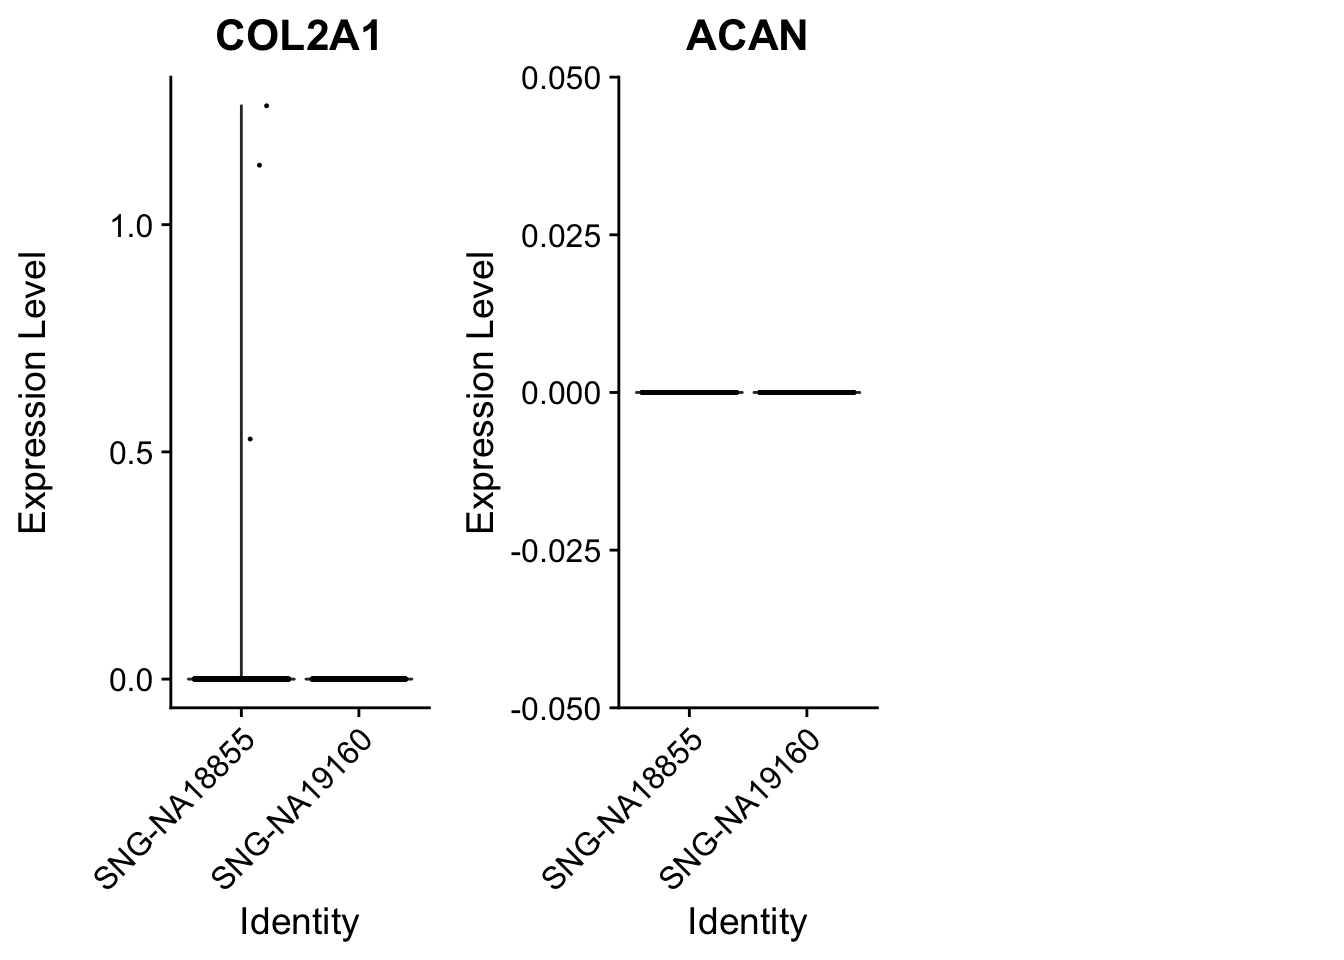 COL2A1
Expression Level
1.0
0.5
0.0
SNG-NA18855
SNG-NA19160
Identity
ACAN
Expression Level
0.050
0.025
0.000
-0.025
-0.050
SNG-NA18855
SNG-NA19160
Identity